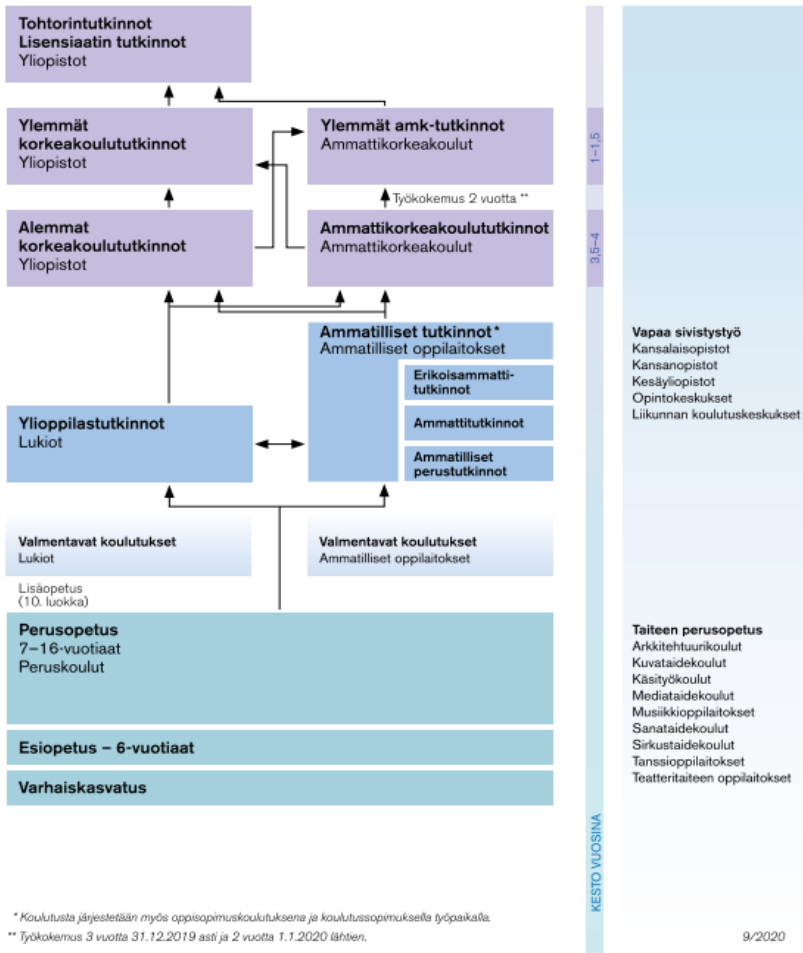 Tohtorintutkinnot
Lisensiaatin tutkinnot
Yliopistot
Ylemmät
korkeakoulututkinnot
Yliopistot
Ylemmät amk-tutkinnot
Ammattikorkeakoulut
1–1,5
Työkokemus 2 vuotta **
Alemmat
korkeakoulututkinnot
Yliopistot
Ammattikorkeakoulututkinnot
Ammattikorkeakoulut
3,5–4
Ammatilliset tutkinnot *
Ammatilliset oppilaitokset
Erikoisammatti-
tutkinnot
Ammattitutkinnot
Ammatilliset
perustutkinnot
Ylioppilastutkinnot
Lukiot
Valmentavat koulutukset
Lukiot
Valmentavat koulutukset
Ammatilliset oppilaitokset
Lisäopetus
(10. luokka)
Perusopetus
7–16-vuotiaat
Peruskoulut
Esiopetus – 6-vuotiaat
Varhaiskasvatus
KESTO VUOSINA
Vapaa sivistystyö
Kansalaisopistot
Kansanopistot
Kesäyliopistot
Opintokeskukset
Liikunnan koulutuskeskukset
Taiteen perusopetus
Arkkitehtuurikoulut
Kuvataidekoulut
Käsityökoulut
Mediataidekoulut
Musiikkioppilaitokset
Sanataidekoulut
Sirkustaidekoulut
Tanssioppilaitokset
Teatteritaiteen oppilaitokset
* Koulutusta järjestetään myös oppisopimuskoulutuksena ja koulutussopimuksella työpaikalla.
** Työkokemus 3 vuotta 31.12.2019 asti ja 2 vuotta 1.1.2020 lähtien.
9/2020